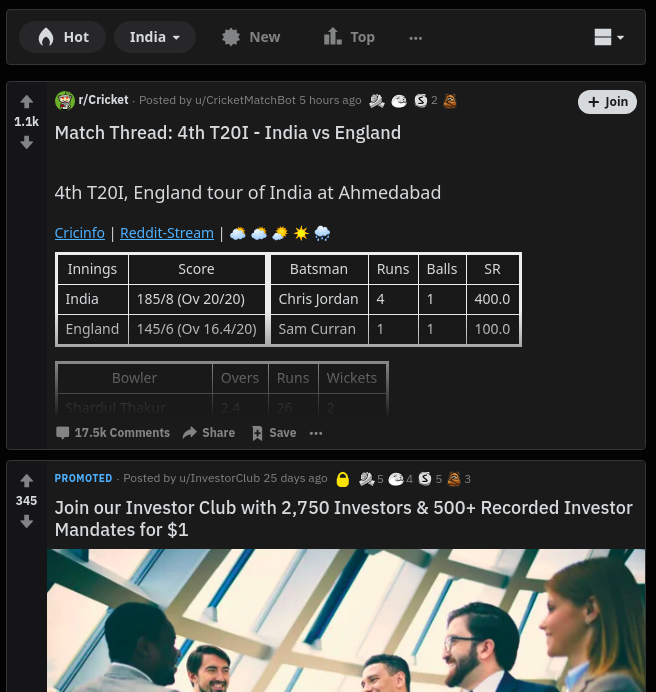 Hot India New Top ...
r/Cricket · Posted by u/CricketMatchBot 5 hours ago 2
+ Join
1.1k
Match Thread: 4th T20I - India vs England
4th T20I, England tour of India at Ahmedabad
Cricinfo | Reddit-Stream |
Innings Score Batsman Runs Balls SR
India 185/8 (Ov 20/20) Chris Jordan 4 1 400.0
England 145/6 (Ov 16.4/20) Sam Curran 1 1 100.0
Bowler Overs Runs Wickets
Shardul Thakur 2.4 26 2
17.5k Comments Share Save ...
PROMOTED · Posted by u/InvestorClub 25 days ago 5 4 5 3
345
Join our Investor Club with 2,750 Investors & 500+ Recorded Investor
Mandates for $1